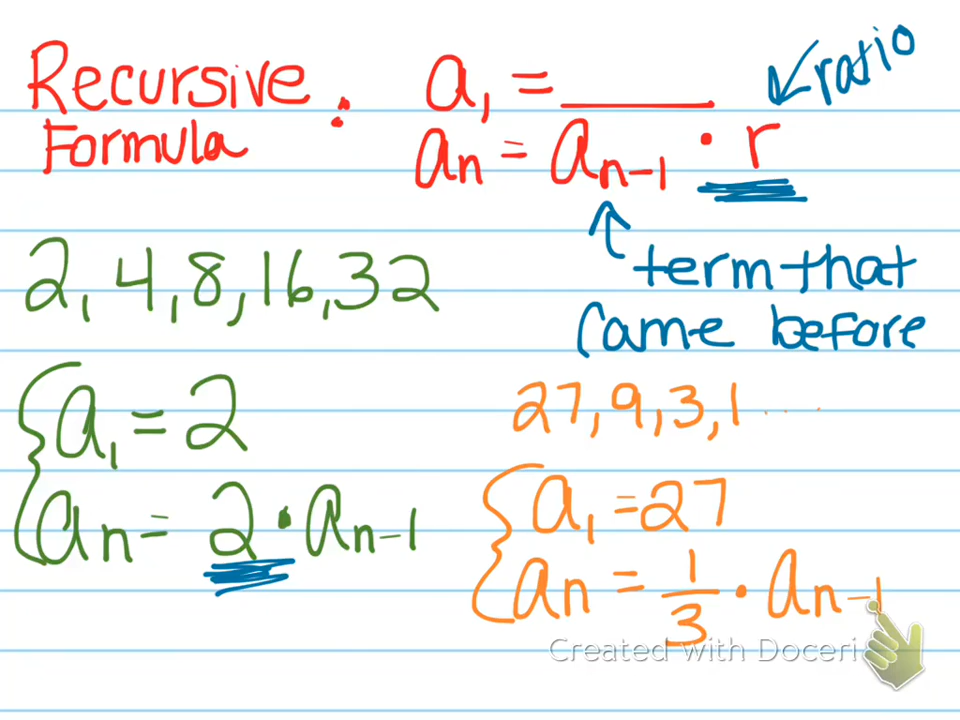 Recursive Formula :
a₁ = ______
aₙ = aₙ₋₁ · r
ratio
term that
came before
2, 4, 8, 16, 32
a₁ = 2
aₙ = 2 · aₙ₋₁
27, 9, 3, 1 ...
a₁ = 27
aₙ = 1/3 · aₙ₋₁
Created with Doceri